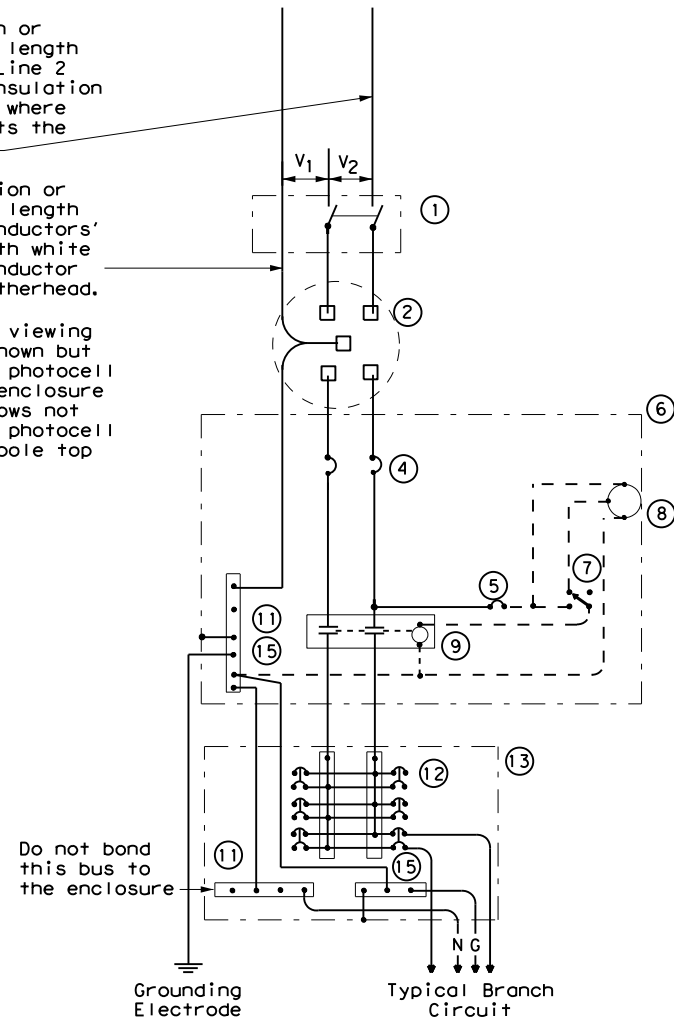 n or
length
Line 2
nsulation
where
ts the
ion or
length
nductors'
th white
nductor
therhead.
viewing
hown but
photocell
enclosure
ows not
photocell
pole top
V1
V2
1
2
6
4
8
5
7
11
15
9
13
12
Do not bond
this bus to
the enclosure
11
15
N G
Grounding
Electrode
Typical Branch
Circuit